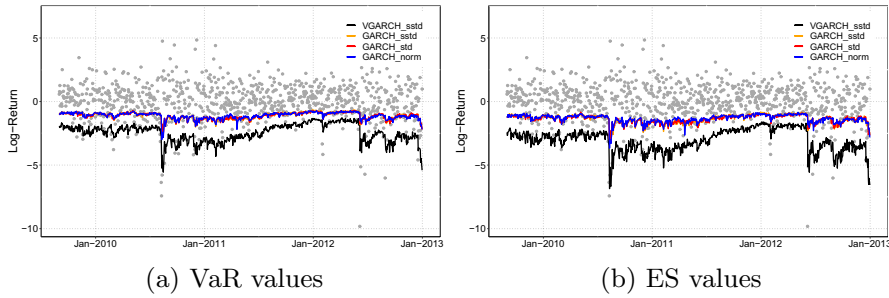 VGARCH_sstd
GARCH_sstd
GARCH_std
GARCH_norm
5
0
−5
−10
Log−Return
Jan−2010
Jan−2011
Jan−2012
Jan−2013
(a) VaR values
VGARCH_sstd
GARCH_sstd
GARCH_std
GARCH_norm
5
0
−5
−10
Log−Return
Jan−2010
Jan−2011
Jan−2012
Jan−2013
(b) ES values